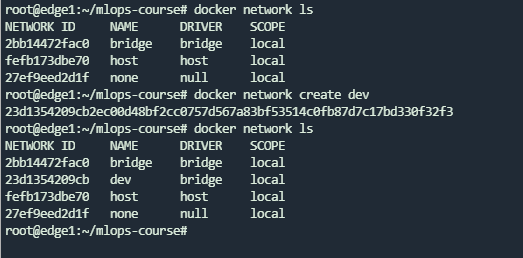 root@edge1:~/mlops-course# docker network ls
NETWORK ID     NAME      DRIVER    SCOPE
2bb14472fac0   bridge    bridge    local
fefb173dbe70   host      host      local
27ef9eed2d1f   none      null      local
root@edge1:~/mlops-course# docker network create dev
23d1354209cb2ec00d48bf2cc0757d567a83bf53514c0fb87d7c17bd330f32f3
root@edge1:~/mlops-course# docker network ls
NETWORK ID     NAME      DRIVER    SCOPE
2bb14472fac0   bridge    bridge    local
23d1354209cb   dev       bridge    local
fefb173dbe70   host      host      local
27ef9eed2d1f   none      null      local
root@edge1:~/mlops-course#